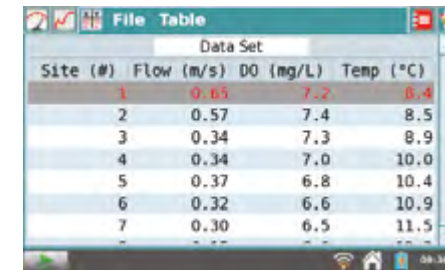 File Table
Data Set
Site (#) Flow (m/s) DO (mg/L) Temp (°C)
1 0.65 7.2 8.4
2 0.57 7.4 8.5
3 0.34 7.3 8.9
4 0.34 7.0 10.0
5 0.37 6.8 10.4
6 0.32 6.6 10.9
7 0.30 6.5 11.5